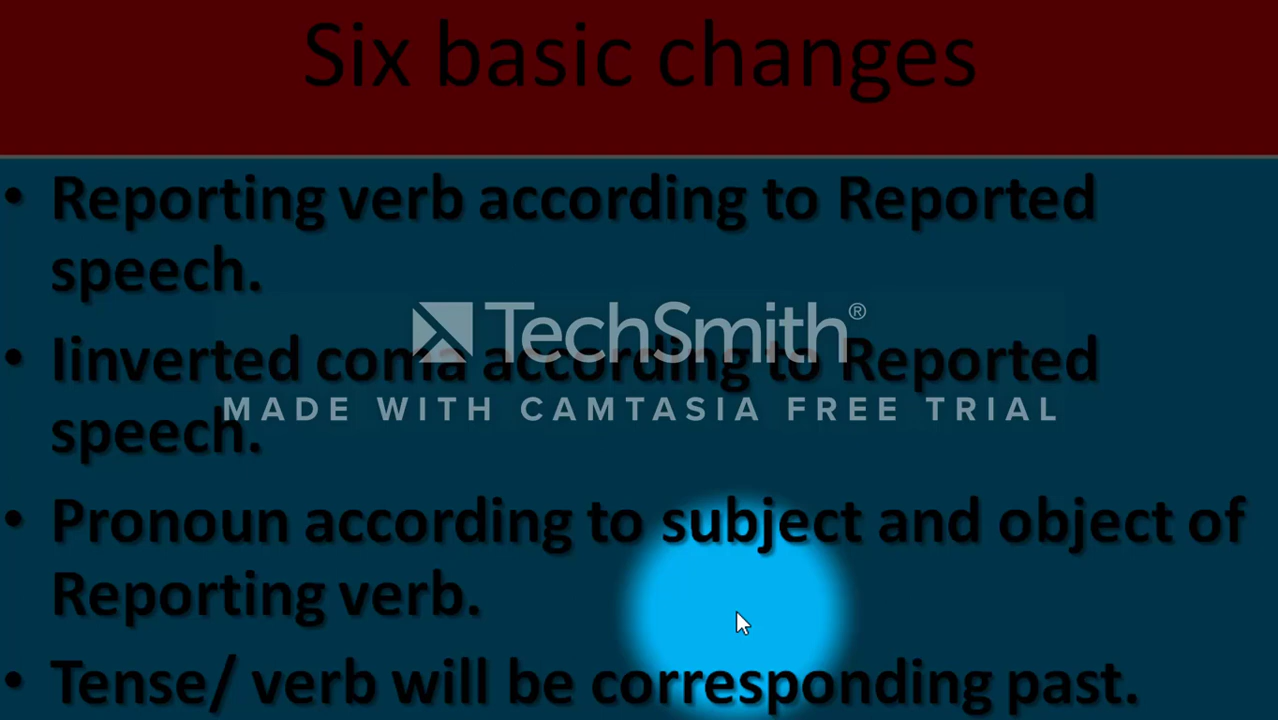 Six basic changes
• Reporting verb according to Reported
speech.
• Iinverted coma according to Reported
speech.
TechSmith®
MADE WITH CAMTASIA FREE TRIAL
• Pronoun according to subject and object of
Reporting verb.
• Tense/ verb will be corresponding past.